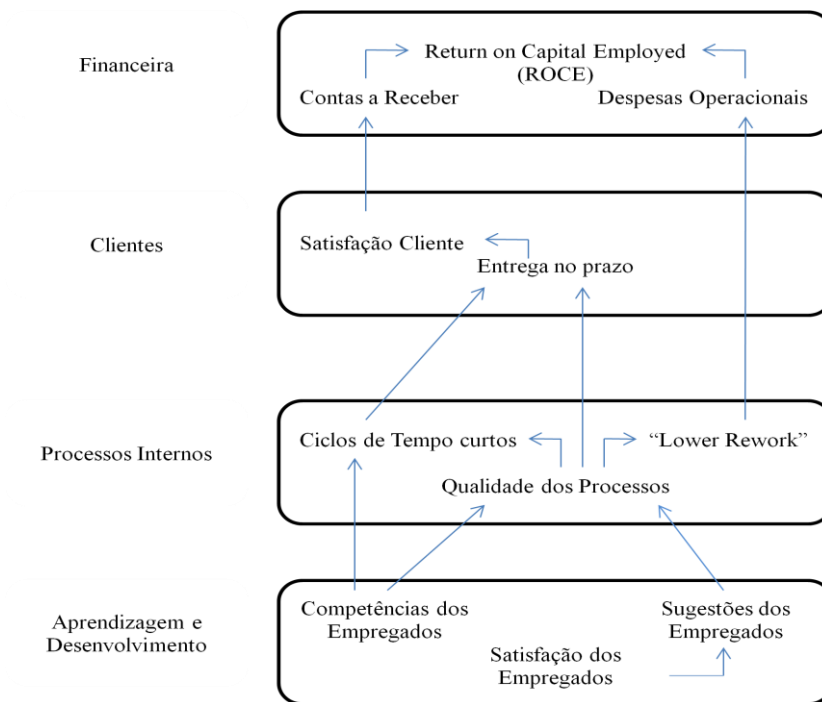 Financeira
Return on Capital Employed
(ROCE)
Contas a Receber
Despesas Operacionais
Clientes
Satisfação Cliente
Entrega no prazo
Processos Internos
Ciclos de Tempo curtos
“Lower Rework”
Qualidade dos Processos
Aprendizagem e
Desenvolvimento
Competências dos
Empregados
Sugestões dos
Empregados
Satisfação dos
Empregados